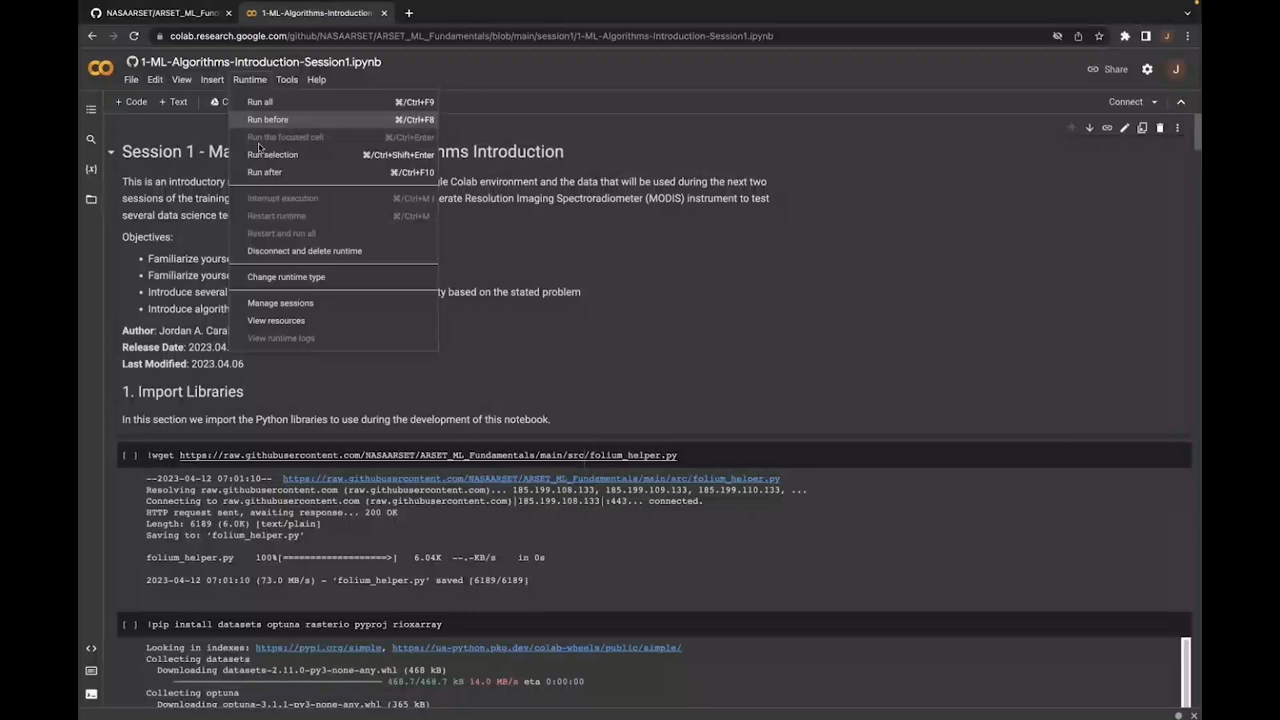 NASAARSET/ARSET_ML_Fund
1-ML-Algorithms-Introduction-S
colab.research.google.com/github/NASAARSET/ARSET_ML_Fundamentals/blob/main/session1/1-ML-Algorithms-Introduction-Session1.ipynb
J
1-ML-Algorithms-Introduction-Session1.ipynb
File Edit View Insert Runtime Tools Help
Share
J
+ Code + Text
C
Connect
Run all ⌘/Ctrl+F9
Run before ⌘/Ctrl+F8
Run the focused cell ⌘/Ctrl+Enter
Run selection ⌘/Ctrl+Shift+Enter
Run after ⌘/Ctrl+F10
Interrupt execution ⌘/Ctrl+M I
Restart runtime ⌘/Ctrl+M
Restart and run all
Disconnect and delete runtime
Change runtime type
Manage sessions
View resources
View runtime logs
Session 1 - Ma ms Introduction
This is an introductory gle Colab environment and the data that will be used during the next two
sessions of the training erate Resolution Imaging Spectroradiometer (MODIS) instrument to test
several data science te
Objectives:
• Familiarize yourse
• Familiarize yourse
• Introduce several ty based on the stated problem
• Introduce algorith
Author: Jordan A. Cara
Release Date: 2023.04.
Last Modified: 2023.04.06
1. Import Libraries
In this section we import the Python libraries to use during the development of this notebook.
[ ] !wget https://raw.githubusercontent.com/NASAARSET/ARSET_ML_Fundamentals/main/src/folium_helper.py
--2023-04-12 07:01:10-- https://raw.githubusercontent.com/NASAARSET/ARSET_ML_Fundamentals/main/src/folium_helper.py
Resolving raw.githubusercontent.com (raw.githubusercontent.com)... 185.199.108.133, 185.199.109.133, 185.199.110.133, ...
Connecting to raw.githubusercontent.com (raw.githubusercontent.com)|185.199.108.133|:443... connected.
HTTP request sent, awaiting response... 200 OK
Length: 6189 (6.0K) [text/plain]
Saving to: ‘folium_helper.py’
folium_helper.py 100%[===================>] 6.04K --.-KB/s in 0s
2023-04-12 07:01:10 (73.0 MB/s) - ‘folium_helper.py’ saved [6189/6189]
[ ] !pip install datasets optuna rasterio pyproj rioxarray
Looking in indexes: https://pypi.org/simple, https://us-python.pkg.dev/colab-wheels/public/simple/
Collecting datasets
Downloading datasets-2.11.0-py3-none-any.whl (468 kB)
468.7/468.7 kB 14.0 MB/s eta 0:00:00
Collecting optuna
Downloading optuna-3.1.1-py3-none-any.whl (365 kB)